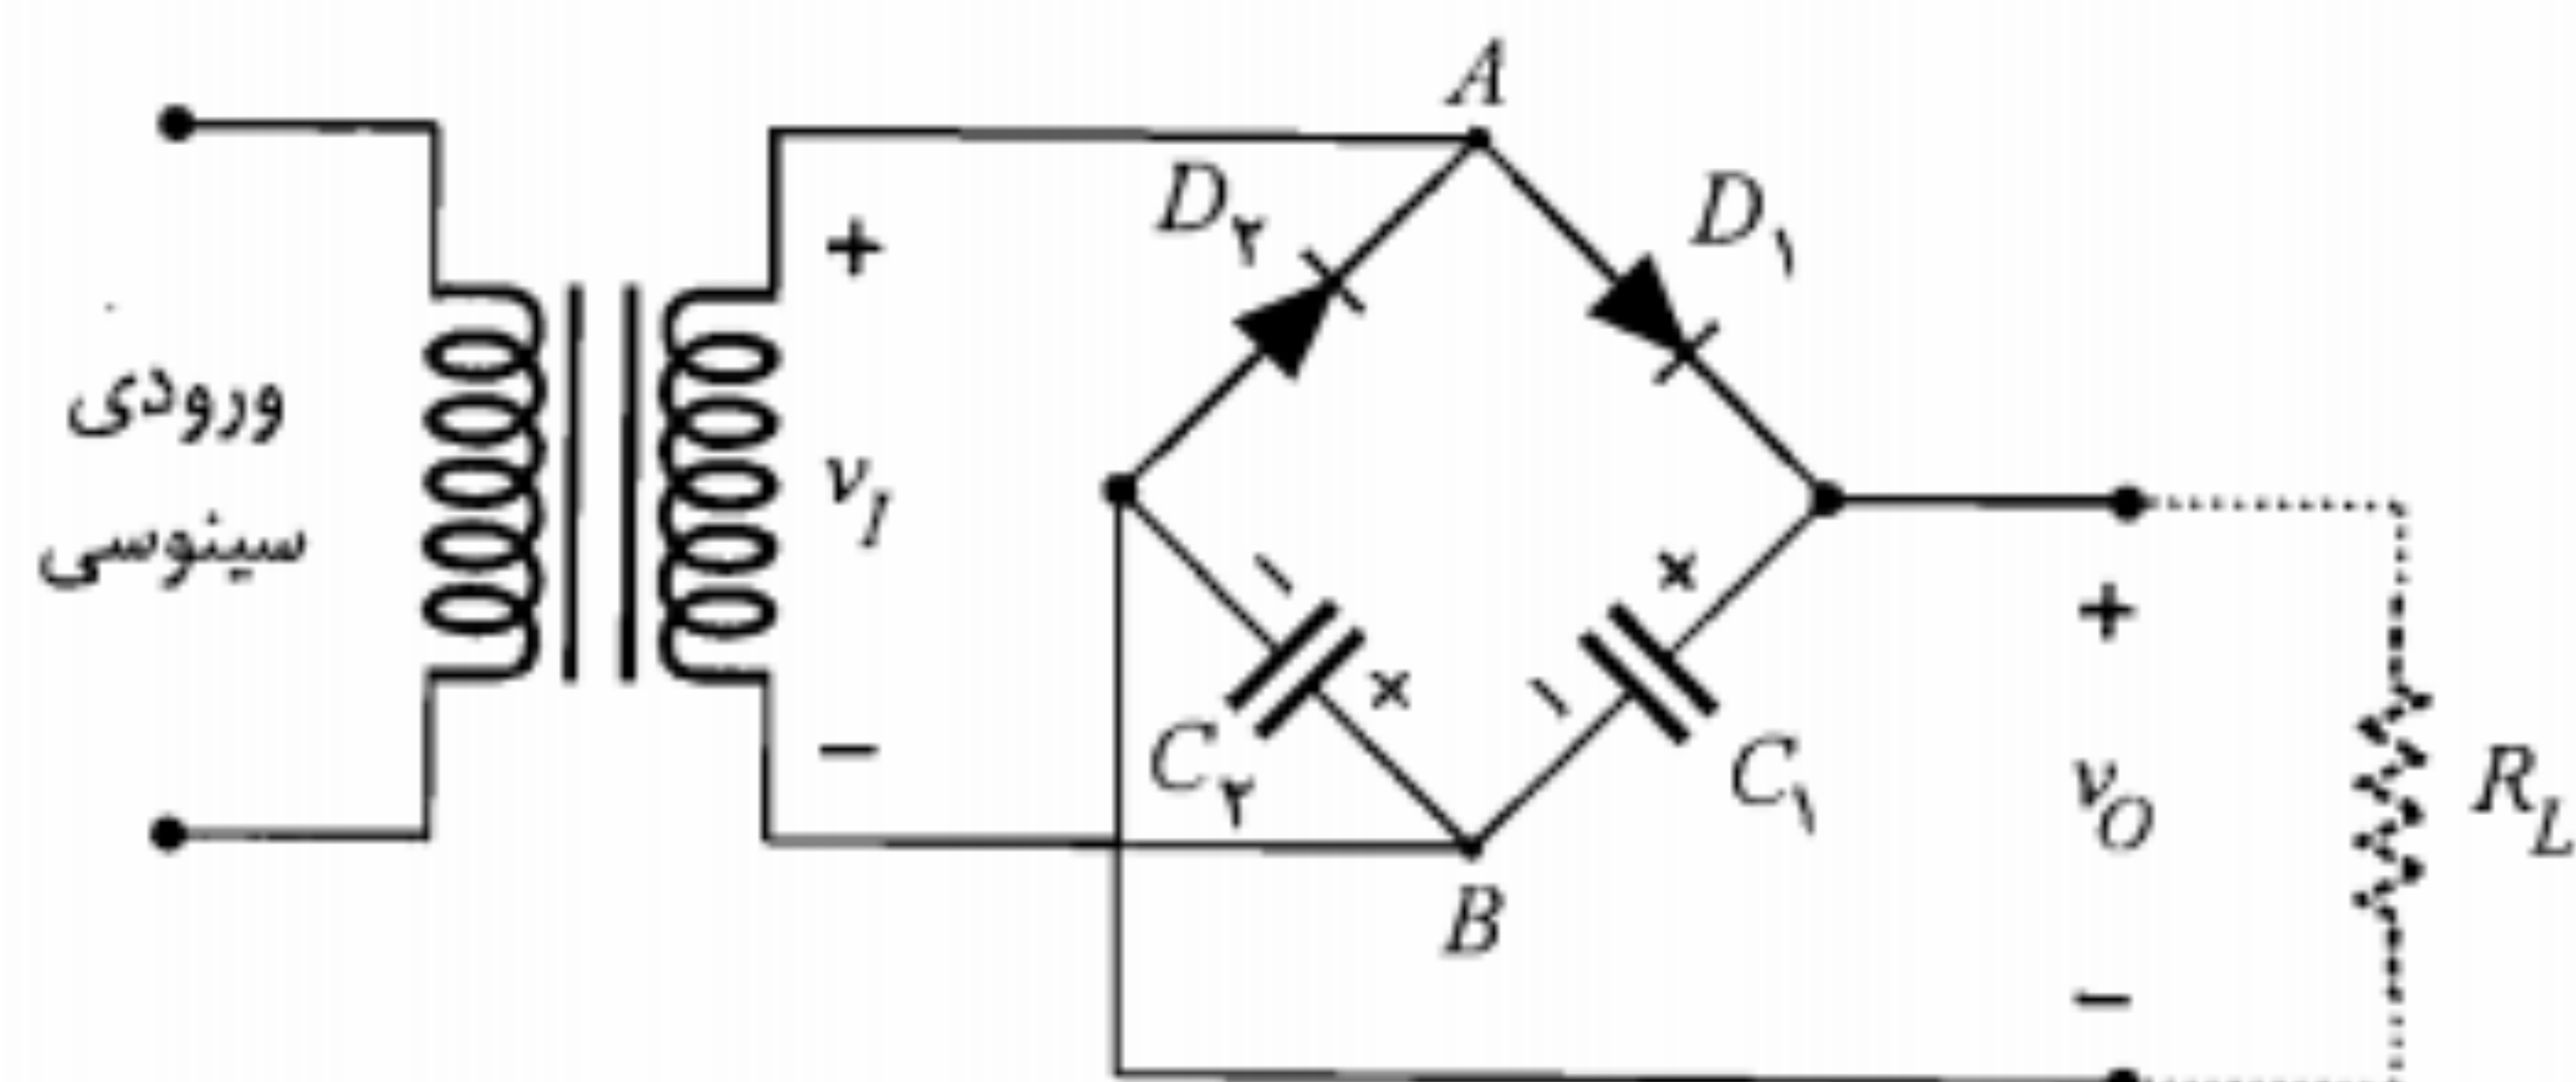 A
D۲
D۱
+
ورودی
v_I
سینوسی
−
×
+
−
×
−
C۲
C۱
v_O
R_L
B
−